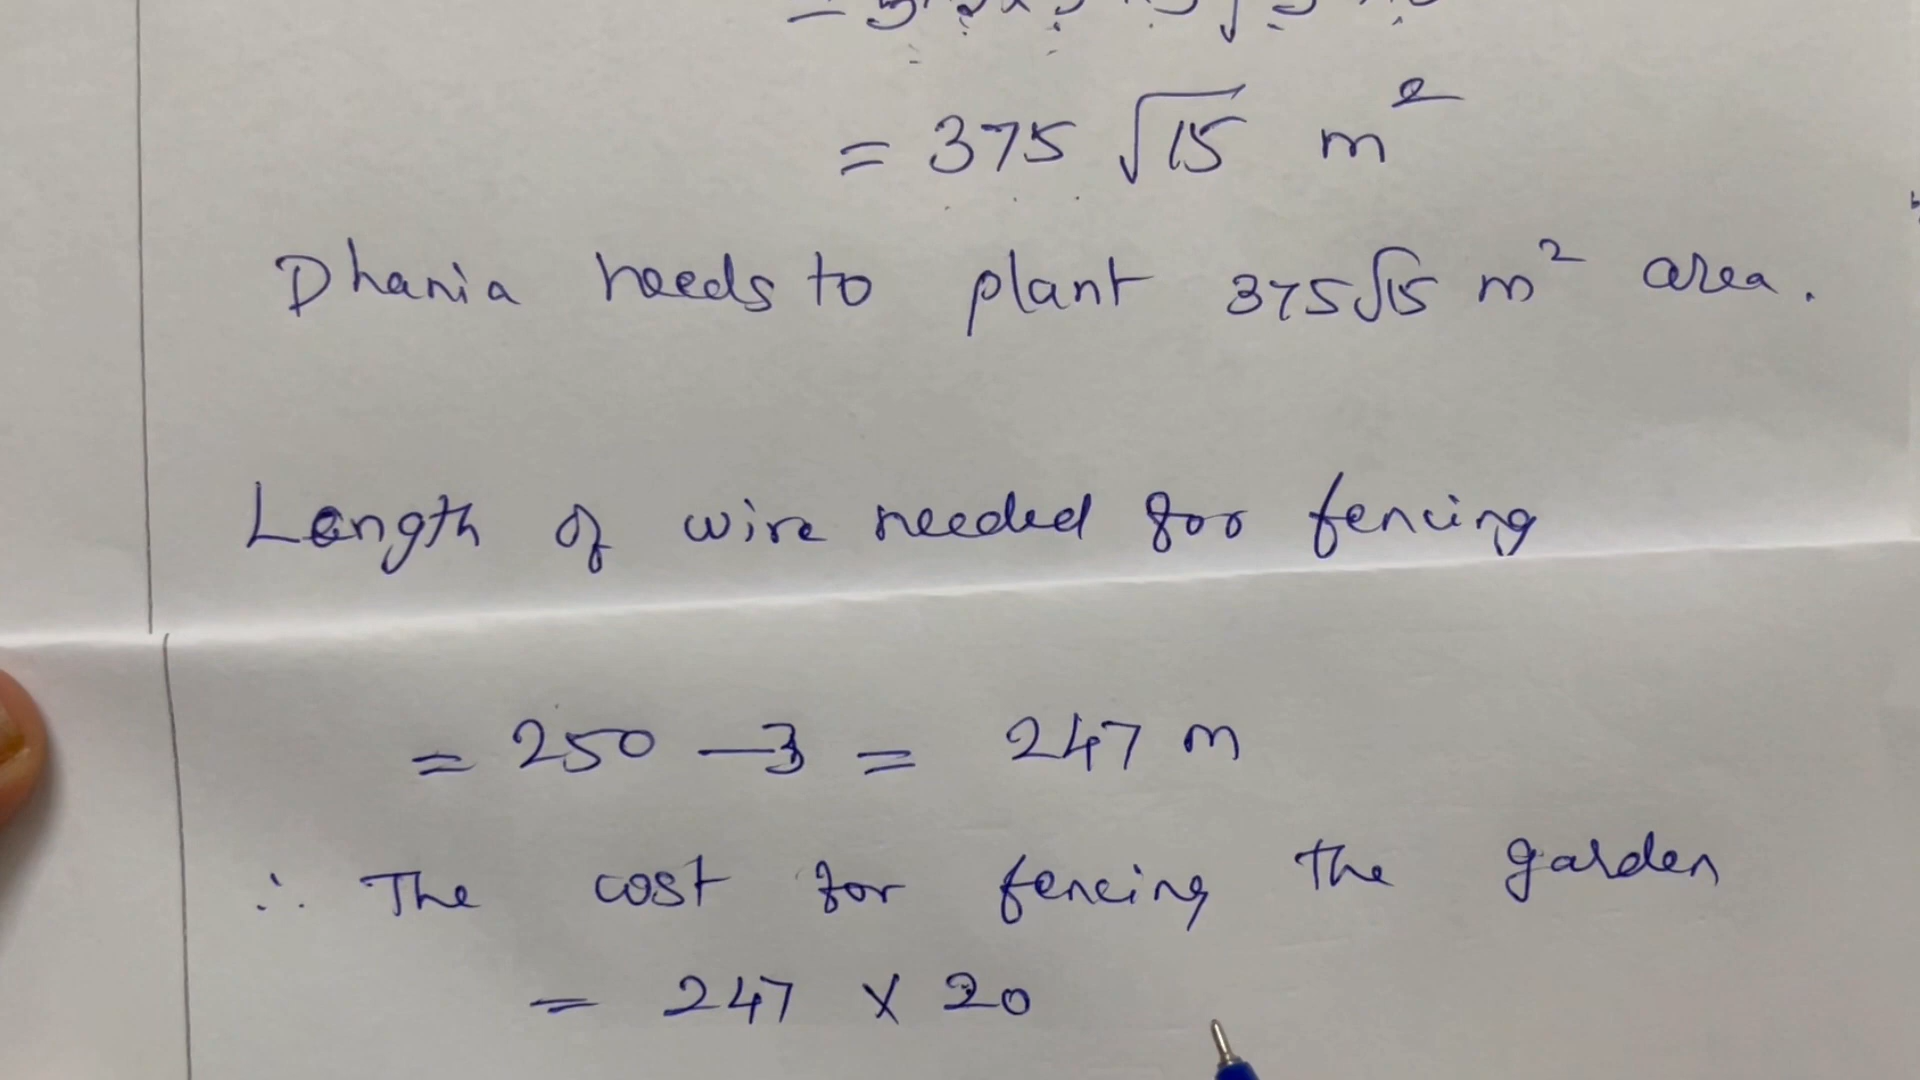 = 375 √15 m²
Dhania needs to plant 375√15 m² area.
Length of wire needed for fencing
= 250 - 3 = 247 m
∴ The cost for fencing the garden
= 247 × 20